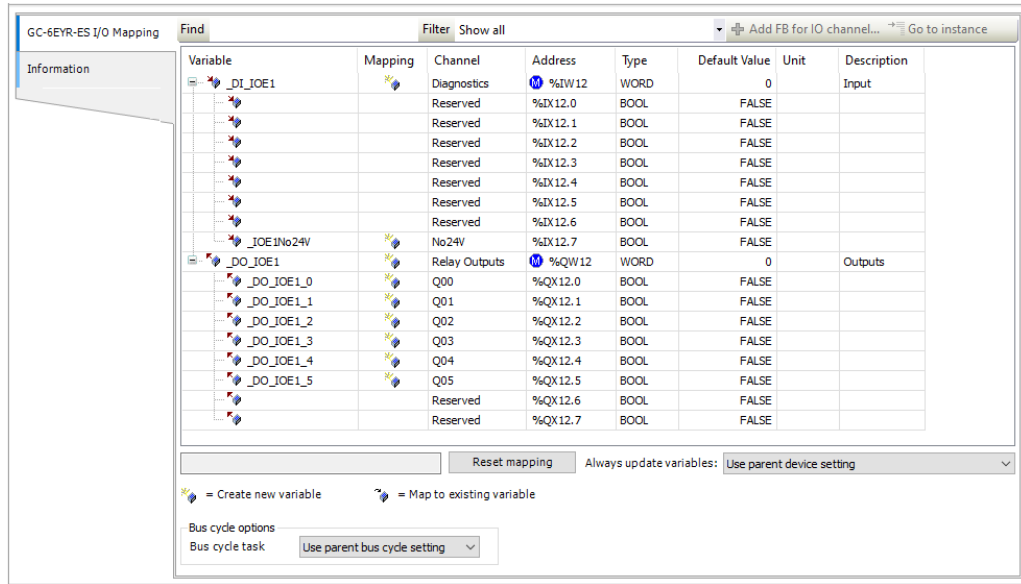 GC-6EYR-ES I/O Mapping
Information
Find Filter Show all Add FB for IO channel... Go to instance
Variable Mapping Channel Address Type Default Value Unit Description
_DI_IOE1 Diagnostics %IW12 WORD 0 Input
Reserved %IX12.0 BOOL FALSE
Reserved %IX12.1 BOOL FALSE
Reserved %IX12.2 BOOL FALSE
Reserved %IX12.3 BOOL FALSE
Reserved %IX12.4 BOOL FALSE
Reserved %IX12.5 BOOL FALSE
Reserved %IX12.6 BOOL FALSE
_IOE1No24V No24V %IX12.7 BOOL FALSE
_DO_IOE1 Relay Outputs %QW12 WORD 0 Outputs
_DO_IOE1_0 Q00 %QX12.0 BOOL FALSE
_DO_IOE1_1 Q01 %QX12.1 BOOL FALSE
_DO_IOE1_2 Q02 %QX12.2 BOOL FALSE
_DO_IOE1_3 Q03 %QX12.3 BOOL FALSE
_DO_IOE1_4 Q04 %QX12.4 BOOL FALSE
_DO_IOE1_5 Q05 %QX12.5 BOOL FALSE
Reserved %QX12.6 BOOL FALSE
Reserved %QX12.7 BOOL FALSE
Reset mapping Always update variables: Use parent device setting
= Create new variable = Map to existing variable
Bus cycle options
Bus cycle task Use parent bus cycle setting